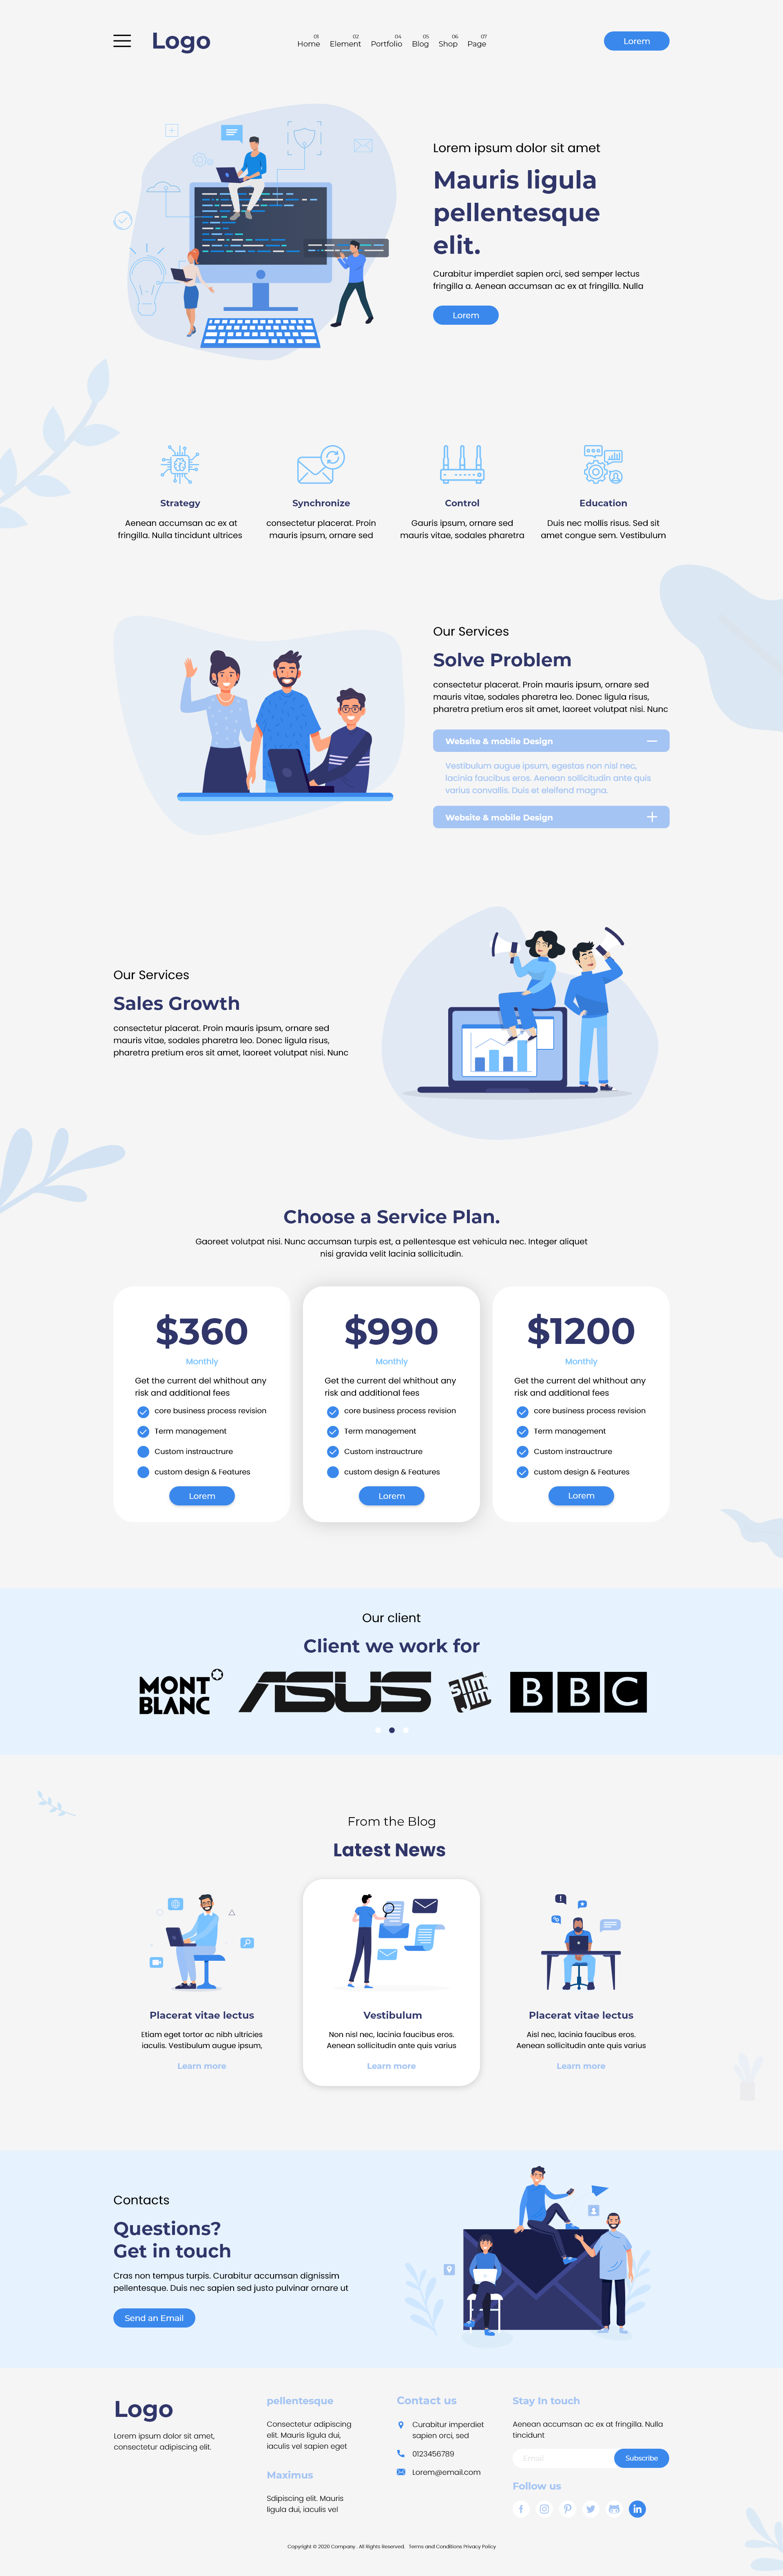 Logo
01 02 04 05 06 07
Home Element Portfolio Blog Shop Page
Lorem
Lorem ipsum dolor sit amet
Mauris ligula
pellentesque
elit.
Curabitur imperdiet sapien orci, sed semper lectus
fringilla a. Aenean accumsan ac ex at fringilla. Nulla
Lorem
Strategy
Aenean accumsan ac ex at
fringilla. Nulla tincidunt ultrices
Synchronize
consectetur placerat. Proin
mauris ipsum, ornare sed
Control
Gauris ipsum, ornare sed
mauris vitae, sodales pharetra
Education
Duis nec mollis risus. Sed sit
amet congue sem. Vestibulum
Our Services
Solve Problem
consectetur placerat. Proin mauris ipsum, ornare sed
mauris vitae, sodales pharetra leo. Donec ligula risus,
pharetra pretium eros sit amet, laoreet volutpat nisi. Nunc
Website & mobile Design
Vestibulum augue ipsum, egestas non nisl nec,
lacinia faucibus eros. Aenean sollicitudin ante quis
varius convallis. Duis et eleifend magna.
Website & mobile Design
Our Services
Sales Growth
consectetur placerat. Proin mauris ipsum, ornare sed
mauris vitae, sodales pharetra leo. Donec ligula risus,
pharetra pretium eros sit amet, laoreet volutpat nisi. Nunc
Choose a Service Plan.
Gaoreet volutpat nisi. Nunc accumsan turpis est, a pellentesque est vehicula nec. Integer aliquet
nisi gravida velit lacinia sollicitudin.
$360
Monthly
Get the current del whithout any
risk and additional fees
core business process revision
Term management
Custom instrauctrure
custom design & Features
Lorem
$990
Monthly
Get the current del whithout any
risk and additional fees
core business process revision
Term management
Custom instrauctrure
custom design & Features
Lorem
$1200
Monthly
Get the current del whithout any
risk and additional fees
core business process revision
Term management
Custom instrauctrure
custom design & Features
Lorem
Our client
Client we work for
MONT
BLANC
ASUS
SLIM
JIM
BBC
From the Blog
Latest News
Placerat vitae lectus
Etiam eget tortor ac nibh ultricies
iaculis. Vestibulum augue ipsum,
Learn more
Vestibulum
Non nisl nec, lacinia faucibus eros.
Aenean sollicitudin ante quis varius
Learn more
Placerat vitae lectus
Aisl nec, lacinia faucibus eros.
Aenean sollicitudin ante quis varius
Learn more
Contacts
Questions?
Get in touch
Cras non tempus turpis. Curabitur accumsan dignissim
pellentesque. Duis nec sapien sed justo pulvinar ornare ut
Send an Email
Logo
Lorem ipsum dolor sit amet,
consectetur adipiscing elit.
pellentesque
Consectetur adipiscing
elit. Mauris ligula dui,
iaculis vel sapien eget
Maximus
Sdipiscing elit. Mauris
ligula dui, iaculis vel
Contact us
Curabitur imperdiet
sapien orci, sed
0123456789
Lorem@email.com
Stay In touch
Aenean accumsan ac ex at fringilla. Nulla
tincidunt
Email
Subscribe
Follow us
Copyright © 2020 Company . All Rights Reserved. Terms and Conditions Privacy Policy